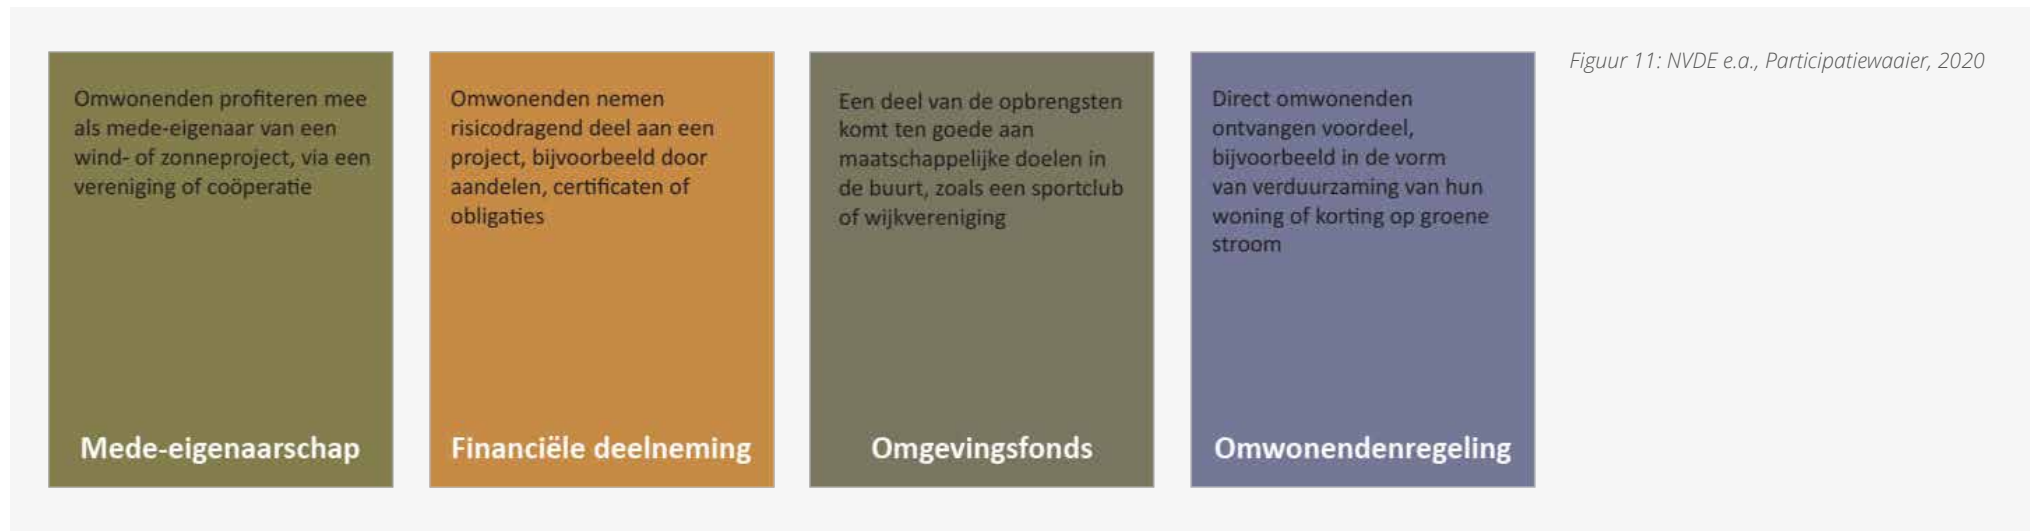 Omwonenden profiteren mee
als mede-eigenaar van een
wind- of zonneproject, via een
vereniging of coöperatie
Mede-eigenaarschap
Omwonenden nemen
risicodragend deel aan een
project, bijvoorbeeld door
aandelen, certificaten of
obligaties
Financiële deelneming
Een deel van de opbrengsten
komt ten goede aan
maatschappelijke doelen in
de buurt, zoals een sportclub
of wijkvereniging
Omgevingsfonds
Direct omwonenden
ontvangen voordeel,
bijvoorbeeld in de vorm
van verduurzaming van hun
woning of korting op groene
stroom
Omwonendenregeling
Figuur 11: NVDE e.a., Participatiewaaier, 2020